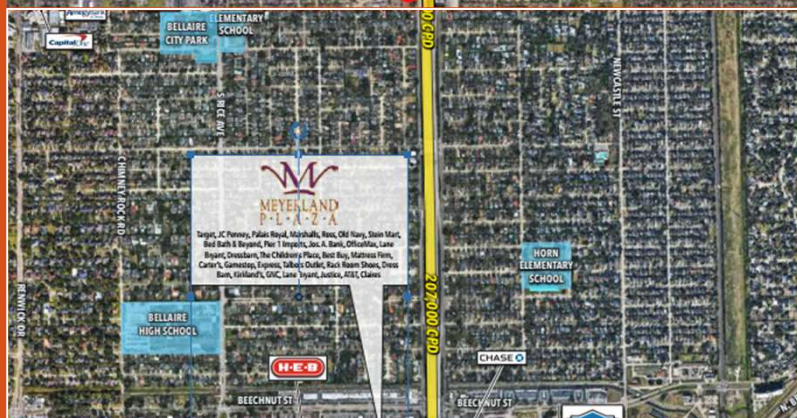 ELEMENTARY
SCHOOL
BELLAIRE
CITY PARK
Capital
S RICE AVE
NEWCASTLE ST
CHIMNEY ROCK RD
MEYERLAND
P·L·A·Z·A
Target, JC Penney, Palais Royal, Marshalls, Ross, Old Navy, Stein Mart,
Bed Bath & Beyond, Pier 1 Imports, Jos. A. Bank, OfficeMax, Lane
Bryant, Dressbarn, The Children's Place, Best Buy, Mattress Firm,
Carter's, Gamestop, Express, Talbots Outlet, Rack Room Shoes, Dress
Barn, Kirkland's, GNC, Lane Bryant, Justice, AT&T, Claires
HORN
ELEMENTARY
SCHOOL
RENWICK DR
207,000 CPD
BELLAIRE
HIGH SCHOOL
H-E-B
CHASE
BEECHNUT ST
BEECHNUT ST